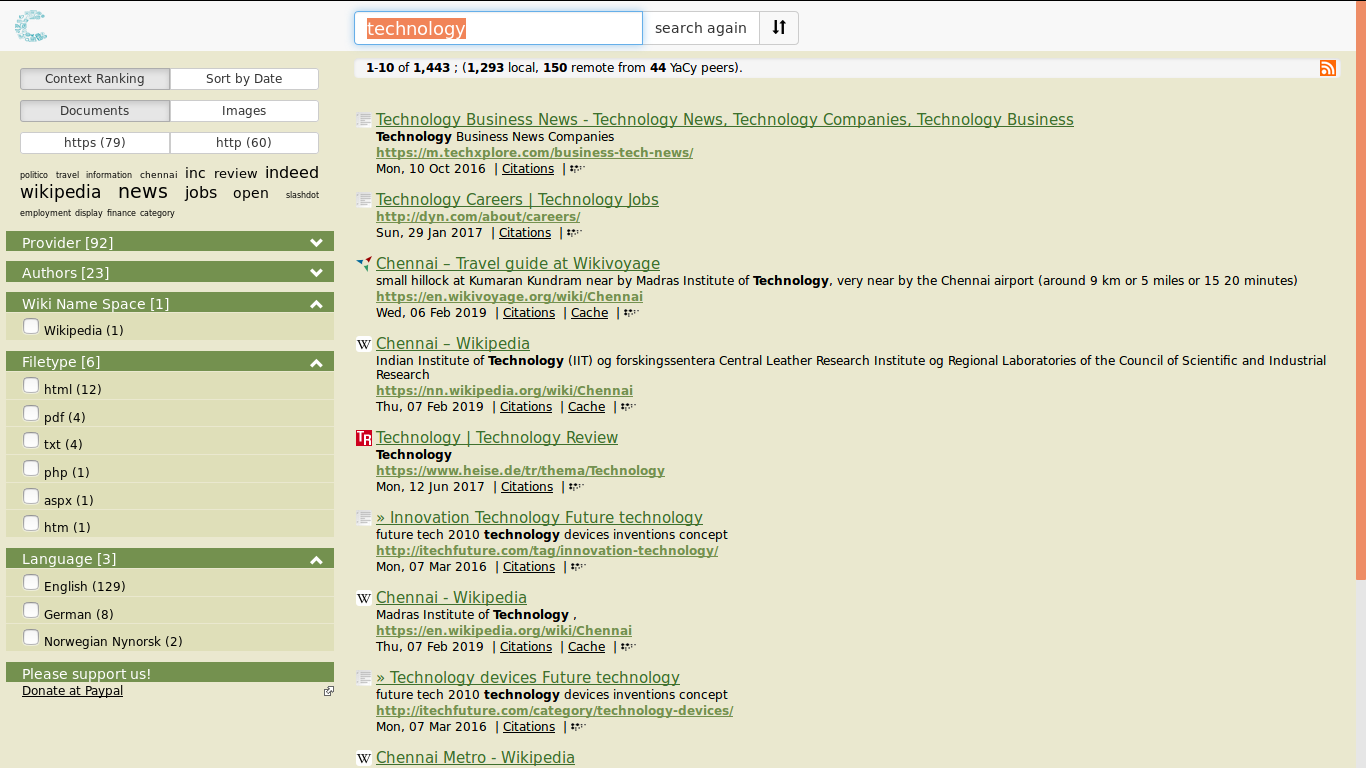 technology
search again
Context Ranking Sort by Date
Documents Images
https (79) http (60)
politico travel information chennai inc review indeed
wikipedia news jobs open slashdot
employment display finance category
Provider [92]
Authors [23]
Wiki Name Space [1]
Wikipedia (1)
Filetype [6]
html (12)
pdf (4)
txt (4)
php (1)
aspx (1)
htm (1)
Language [3]
English (129)
German (8)
Norwegian Nynorsk (2)
Please support us!
Donate at Paypal
1-10 of 1,443 ; (1,293 local, 150 remote from 44 YaCy peers).
Technology Business News - Technology News, Technology Companies, Technology Business
Technology Business News Companies
https://m.techxplore.com/business-tech-news/
Mon, 10 Oct 2016 | Citations |
Technology Careers | Technology Jobs
http://dyn.com/about/careers/
Sun, 29 Jan 2017 | Citations |
Chennai – Travel guide at Wikivoyage
small hillock at Kumaran Kundram near by Madras Institute of Technology, very near by the Chennai airport (around 9 km or 5 miles or 15 20 minutes)
https://en.wikivoyage.org/wiki/Chennai
Wed, 06 Feb 2019 | Citations | Cache |
W Chennai – Wikipedia
Indian Institute of Technology (IIT) og forskingssentera Central Leather Research Institute og Regional Laboratories of the Council of Scientific and Industrial
Research
https://nn.wikipedia.org/wiki/Chennai
Thu, 07 Feb 2019 | Citations | Cache |
TR Technology | Technology Review
Technology
https://www.heise.de/tr/thema/Technology
Mon, 12 Jun 2017 | Citations |
» Innovation Technology Future technology
future tech 2010 technology devices inventions concept
http://itechfuture.com/tag/innovation-technology/
Mon, 07 Mar 2016 | Citations |
W Chennai - Wikipedia
Madras Institute of Technology ,
https://en.wikipedia.org/wiki/Chennai
Thu, 07 Feb 2019 | Citations | Cache |
» Technology devices Future technology
future tech 2010 technology devices inventions concept
http://itechfuture.com/category/technology-devices/
Mon, 07 Mar 2016 | Citations |
W Chennai Metro - Wikipedia